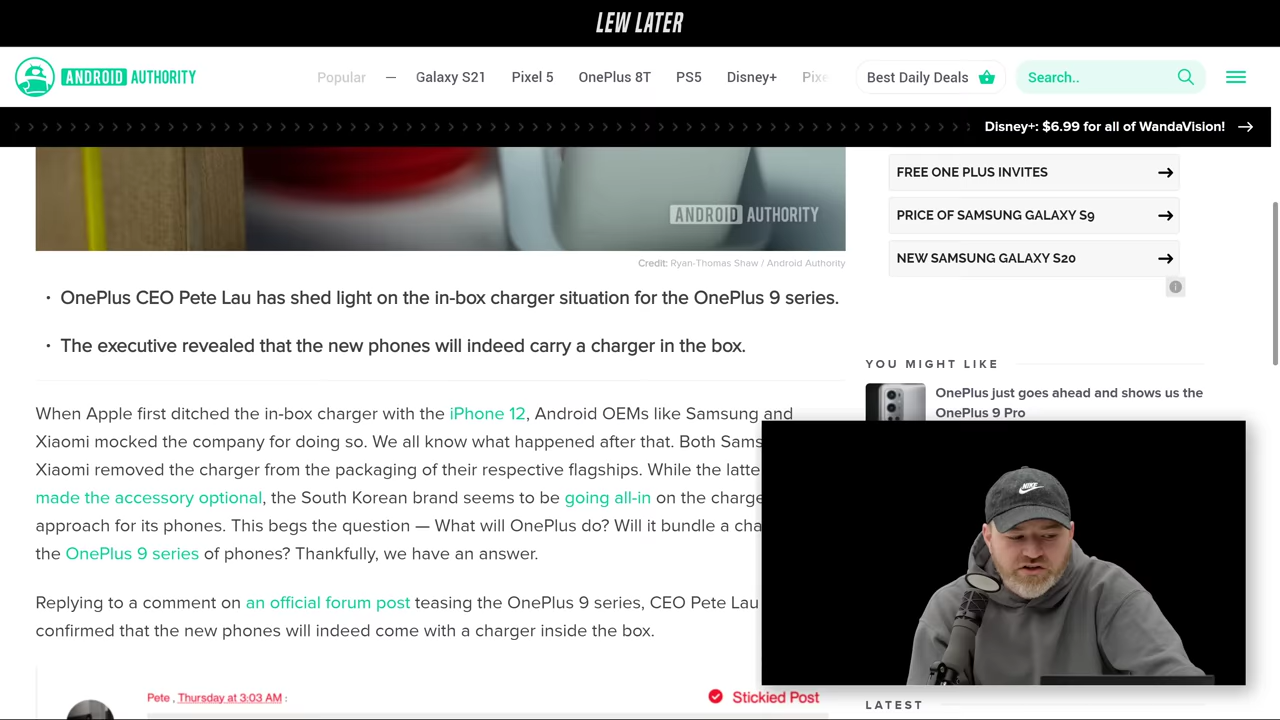 LEW LATER
ANDROID AUTHORITY
Popular — Galaxy S21 Pixel 5 OnePlus 8T PS5 Disney+ Pixe
Best Daily Deals
Search..
Disney+: $6.99 for all of WandaVision!
ANDROID AUTHORITY
Credit: Ryan-Thomas Shaw / Android Authority
• OnePlus CEO Pete Lau has shed light on the in-box charger situation for the OnePlus 9 series.
• The executive revealed that the new phones will indeed carry a charger in the box.
When Apple first ditched the in-box charger with the iPhone 12, Android OEMs like Samsung and
Xiaomi mocked the company for doing so. We all know what happened after that. Both Sams
Xiaomi removed the charger from the packaging of their respective flagships. While the latte
made the accessory optional, the South Korean brand seems to be going all-in on the charge
approach for its phones. This begs the question — What will OnePlus do? Will it bundle a cha
the OnePlus 9 series of phones? Thankfully, we have an answer.
Replying to a comment on an official forum post teasing the OnePlus 9 series, CEO Pete Lau
confirmed that the new phones will indeed come with a charger inside the box.
Pete , Thursday at 3:03 AM :
Stickied Post
FREE ONE PLUS INVITES
PRICE OF SAMSUNG GALAXY S9
NEW SAMSUNG GALAXY S20
YOU MIGHT LIKE
OnePlus just goes ahead and shows us the
OnePlus 9 Pro
NIKE
LATEST